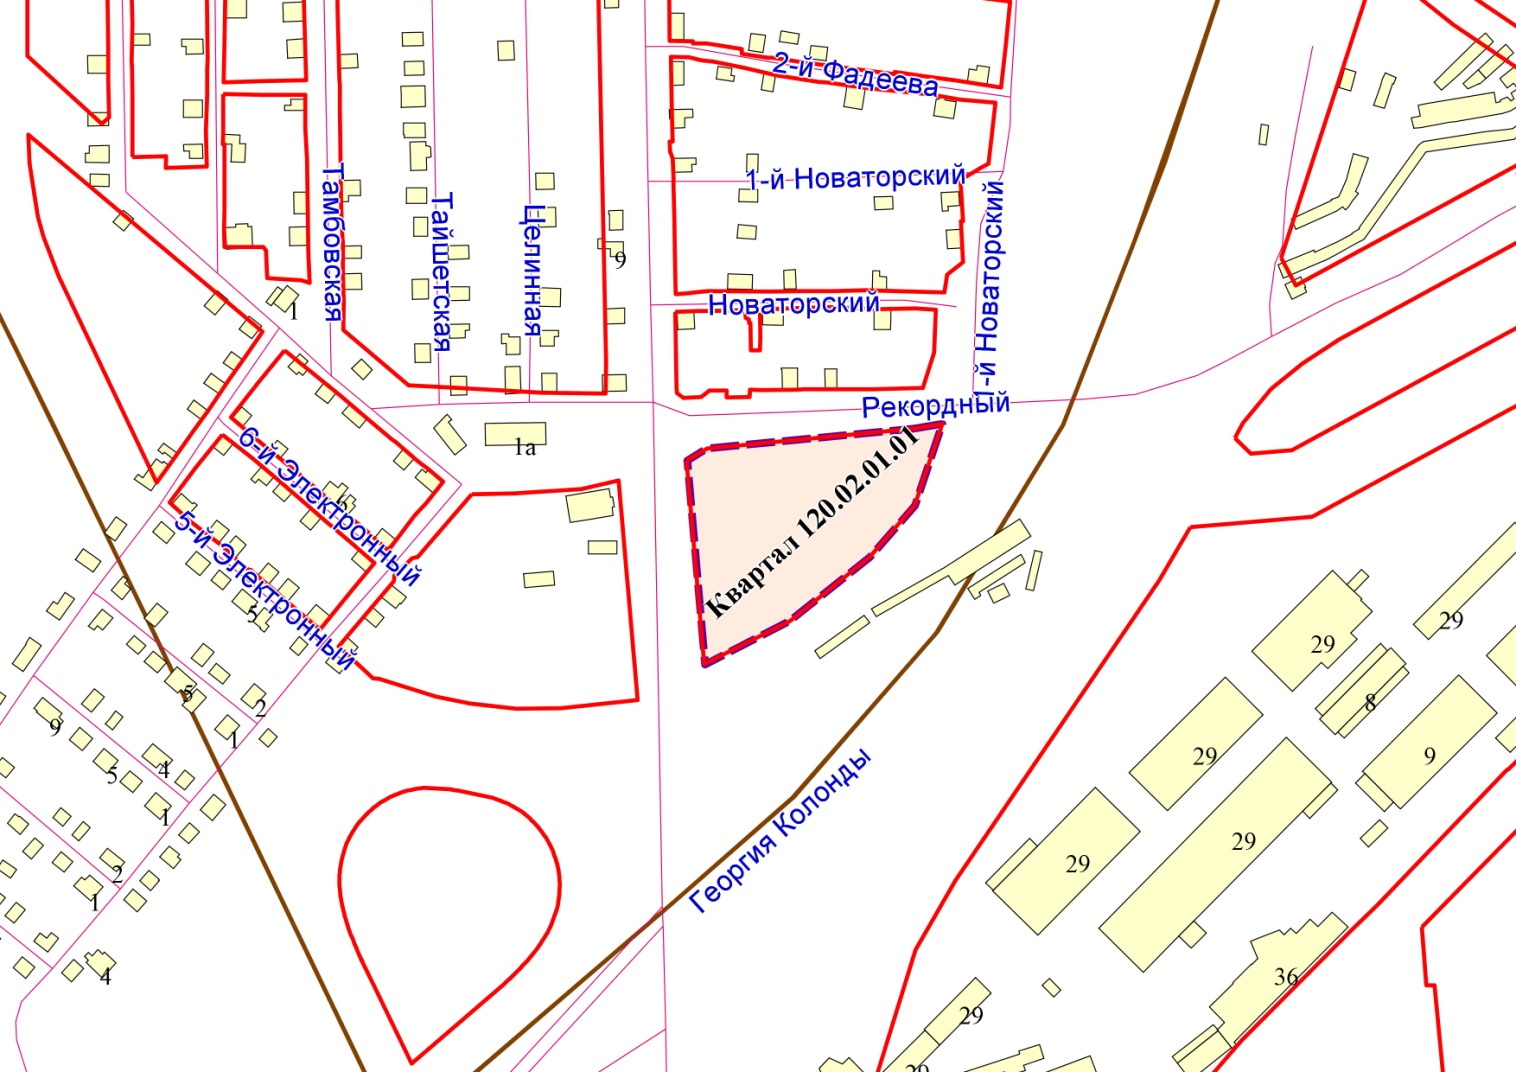 2-й Фадеева
1-й Новаторский
Тамбовская
Тайшетская
Целинная
1-й Новаторский
9
1
Новаторский
Рекордный
1а
Квартал 120.02.01.01
6-й Электронный
6
5-й Электронный
5
29
29
5
2
8
9
1
29
9
4
5
1
29
Георгия Колонды
29
2
1
4
36
29
29